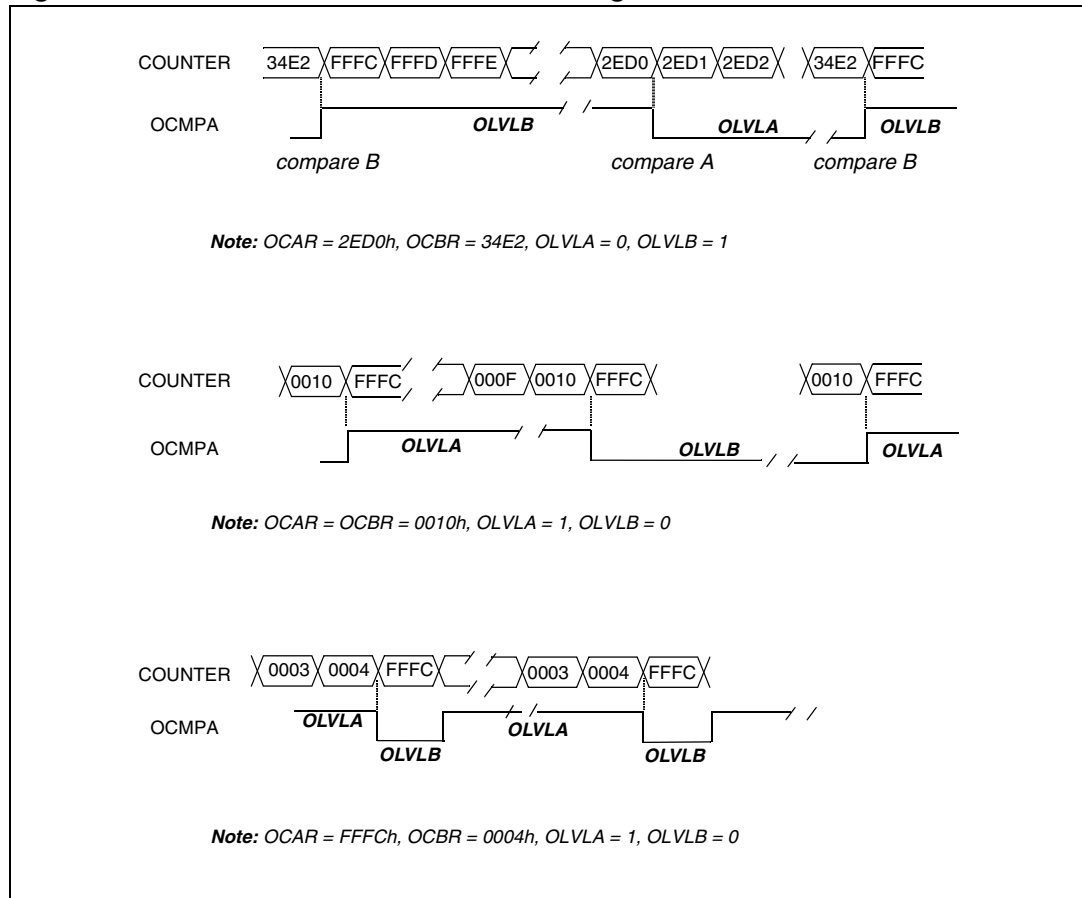 COUNTER 34E2 FFFC FFFD FFFE 2ED0 2ED1 2ED2 34E2 FFFC
OCMPA OLVLB OLVLA OLVLB
compare B compare A compare B
Note: OCAR = 2ED0h, OCBR = 34E2, OLVLA = 0, OLVLB = 1
COUNTER 0010 FFFC 000F 0010 FFFC 0010 FFFC
OCMPA OLVLA OLVLB OLVLA
Note: OCAR = OCBR = 0010h, OLVLA = 1, OLVLB = 0
COUNTER 0003 0004 FFFC 0003 0004 FFFC
OCMPA OLVLA OLVLA
OLVLB OLVLB
Note: OCAR = FFFCh, OCBR = 0004h, OLVLA = 1, OLVLB = 0